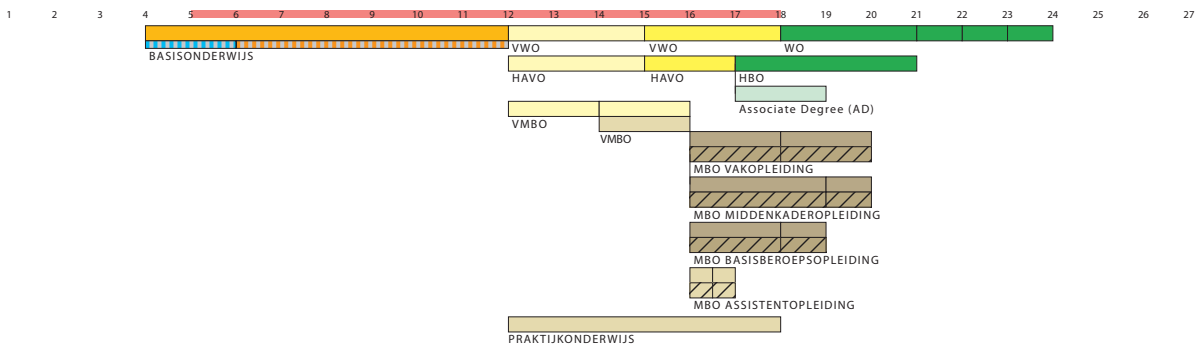 1 2 3 4 5 6 7 8 9 10 11 12 13 14 15 16 17 18 19 20 21 22 23 24 25 26 27
BASISONDERWIJS
VWO VWO WO
HAVO HAVO HBO
Associate Degree (AD)
VMBO
VMBO
MBO VAKOPLEIDING
MBO MIDDENKADEROPLEIDING
MBO BASISBEROEPSOPLEIDING
MBO ASSISTENTOPLEIDING
PRAKTIJKONDERWIJS